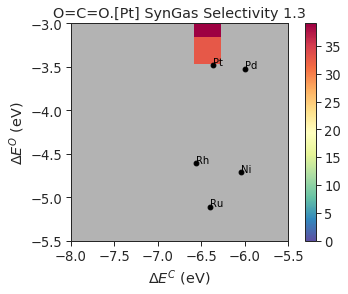 O=C=O.[Pt] SynGas Selectivity 1.3
−3.0
−3.5
−4.0
−4.5
−5.0
−5.5
ΔE^O (eV)
Pt
Pd
Rh
Ni
Ru
−8.0 −7.5 −7.0 −6.5 −6.0 −5.5
ΔE^C (eV)
35
30
25
20
15
10
5
0